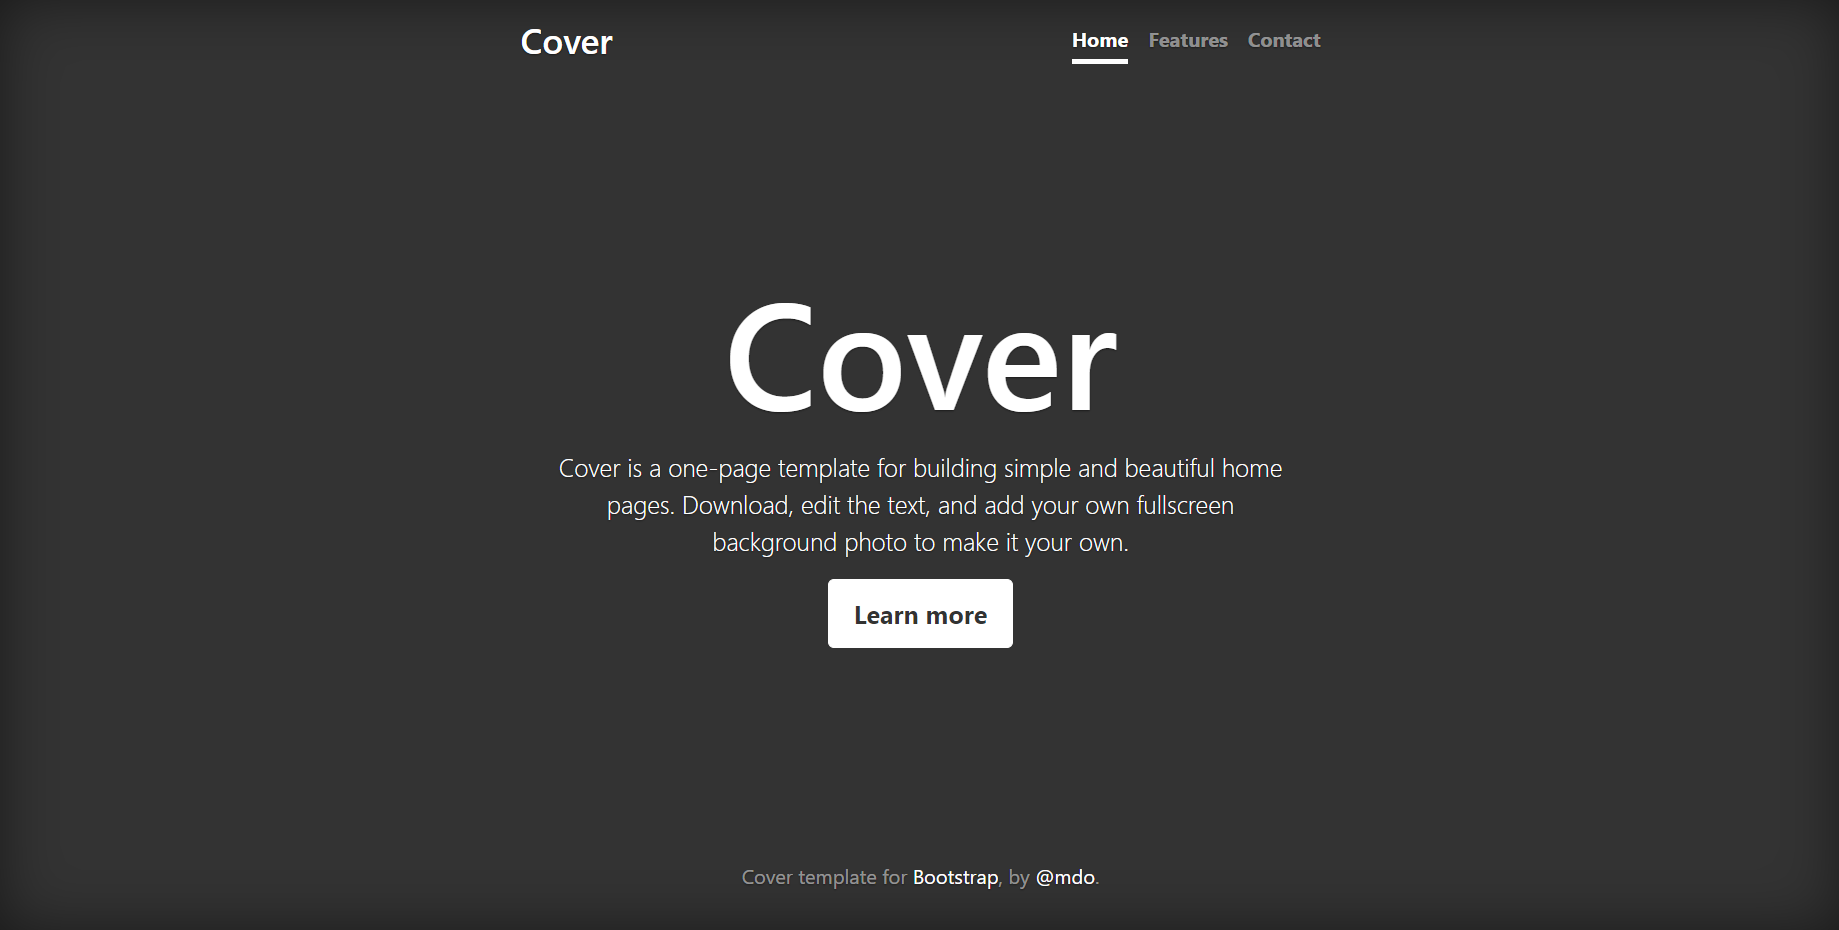 Cover
Home Features Contact
Cover
Cover is a one-page template for building simple and beautiful home
pages. Download, edit the text, and add your own fullscreen
background photo to make it your own.
Learn more
Cover template for Bootstrap, by @mdo.